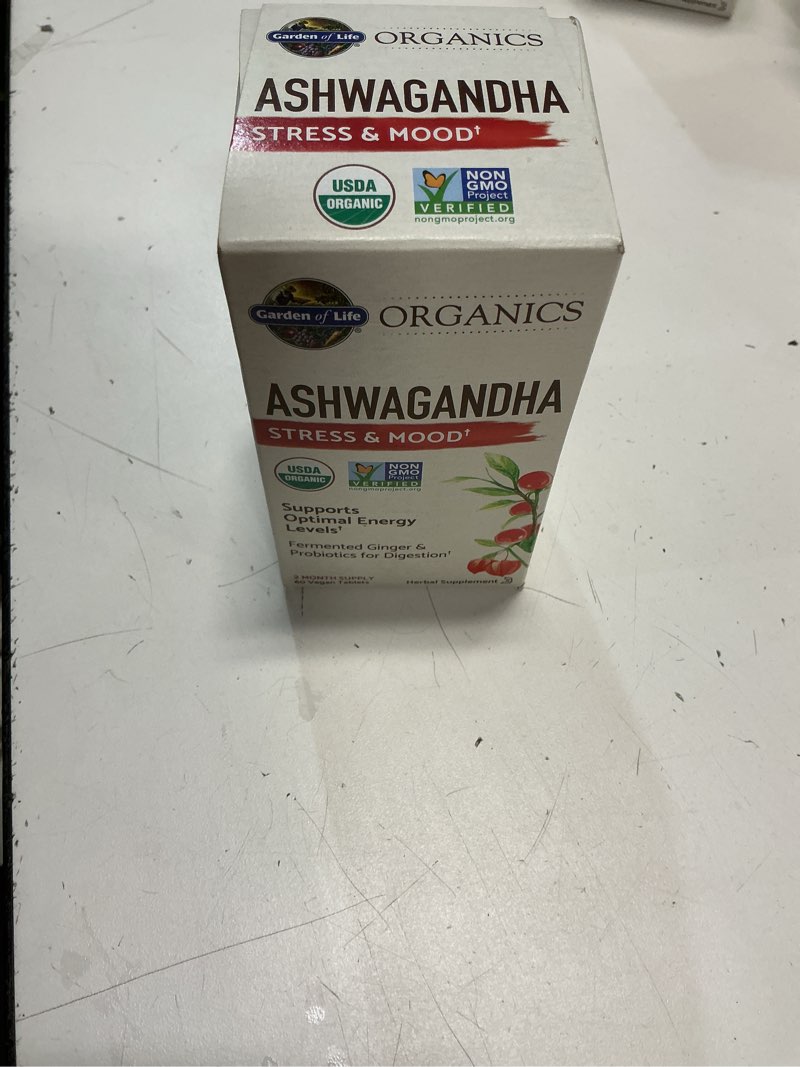 Garden of Life ORGANICS
ASHWAGANDHA
STRESS & MOOD†
USDA
ORGANIC
NON
GMO
Project
VERIFIED
nongmoproject.org
Garden of Life ORGANICS
ASHWAGANDHA
STRESS & MOOD†
USDA
ORGANIC
NON
GMO
Project
VERIFIED
nongmoproject.org
Supports
Optimal Energy
Levels†
Fermented Ginger &
Probiotics for Digestion†
2 MONTH SUPPLY
60 Vegan Tablets Herbal Supplement